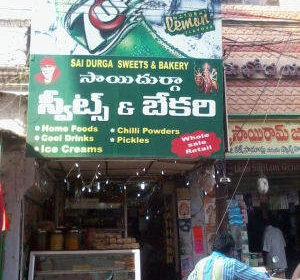 Lemon
SAI DURGA SWEETS & BAKERY
సాయిదుర్గా
స్వీట్స్ & బేకరి
• Home Foods
• Cool Drinks
• Ice Creams
• Chilli Powders
• Pickles
Whole sale
Retail